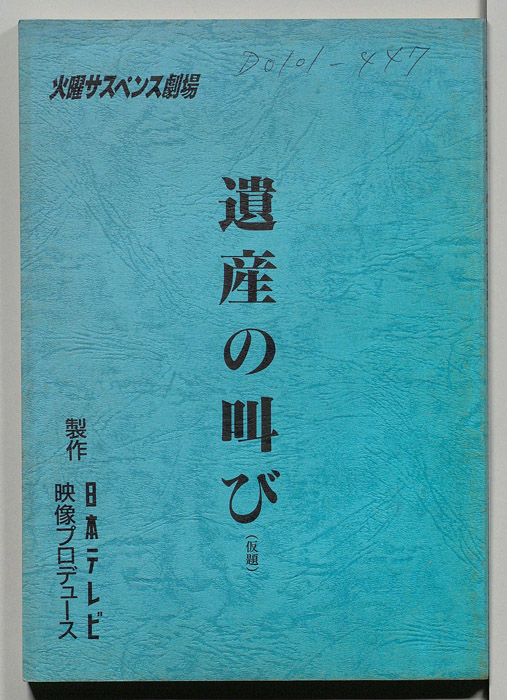 D0101-447
火曜サスペンス劇場
遺産の叫び
(仮題)
製作
日本テレビ
映像プロデュース